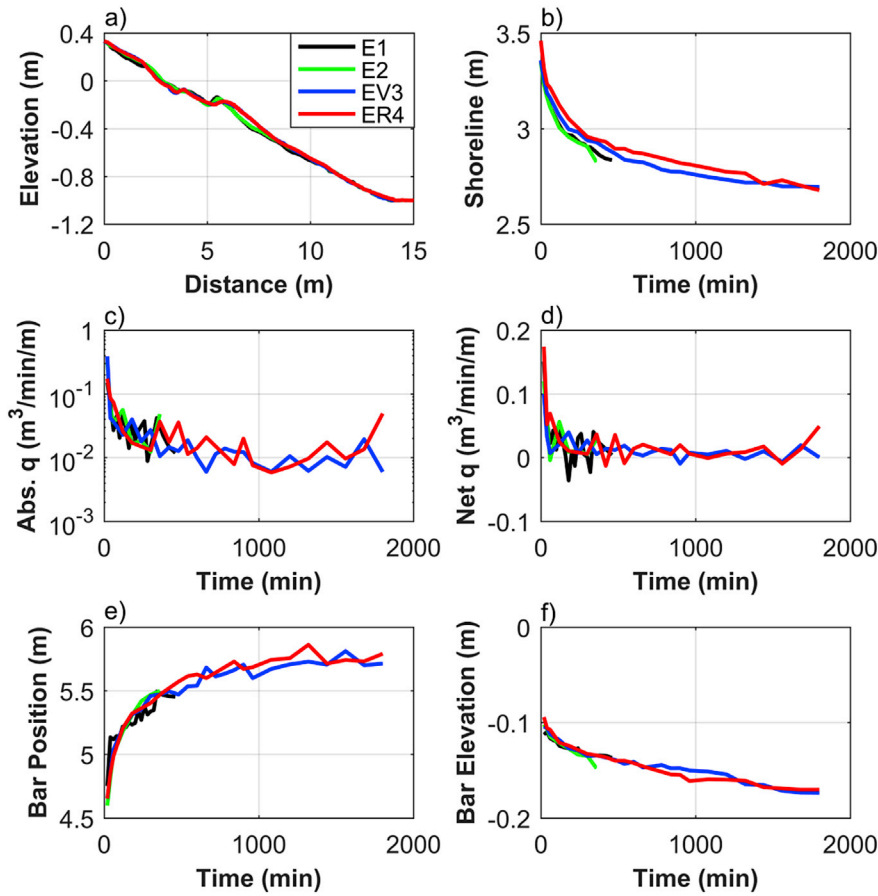 a)
0.4
0
-0.4
-0.8
-1.2
Elevation (m)
0 5 10 15
Distance (m)
E1
E2
EV3
ER4
b)
3.5
3
2.5
Shoreline (m)
0 1000 2000
Time (min)
c)
1
10-1
10-2
10-3
Abs. q (m3/min/m)
0 1000 2000
Time (min)
d)
0.2
0.1
0
-0.1
Net q (m3/min/m)
0 1000 2000
Time (min)
e)
6
5.5
5
4.5
Bar Position (m)
0 1000 2000
Time (min)
f)
0
-0.1
-0.2
Bar Elevation (m)
0 1000 2000
Time (min)